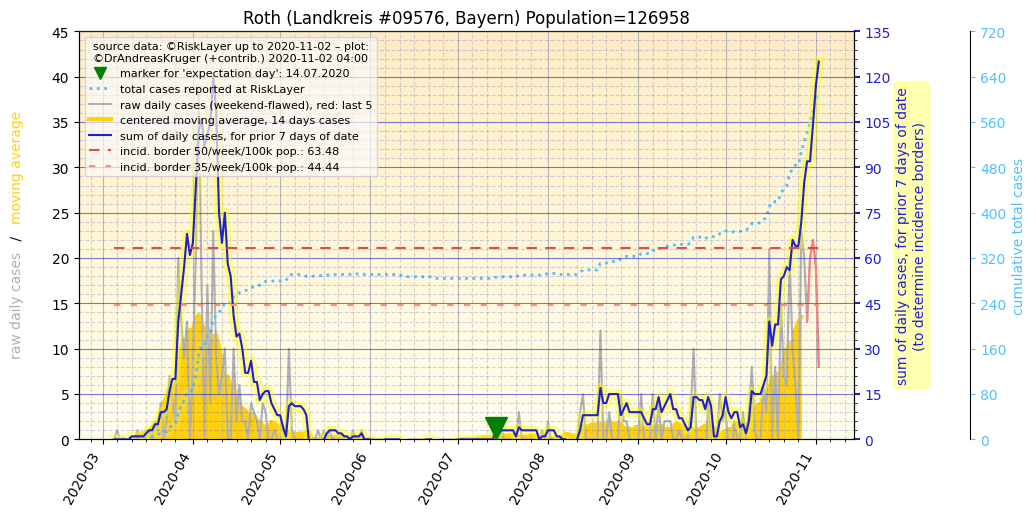 Roth (Landkreis #09576, Bayern) Population=126958
source data: ©RiskLayer up to 2020-11-02 – plot:
©DrAndreasKruger (+contrib.) 2020-11-02 04:00
marker for 'expectation day': 14.07.2020
total cases reported at RiskLayer
raw daily cases (weekend-flawed), red: last 5
centered moving average, 14 days cases
sum of daily cases, for prior 7 days of date
incid. border 50/week/100k pop.: 63.48
incid. border 35/week/100k pop.: 44.44
raw daily cases / moving average
45
40
35
30
25
20
15
10
5
0
2020-03
2020-04
2020-05
2020-06
2020-07
2020-08
2020-09
2020-10
2020-11
135
120
105
90
75
60
45
30
15
0
sum of daily cases, for prior 7 days of date
(to determine incidence borders)
720
640
560
480
400
320
240
160
80
0
cumulative total cases